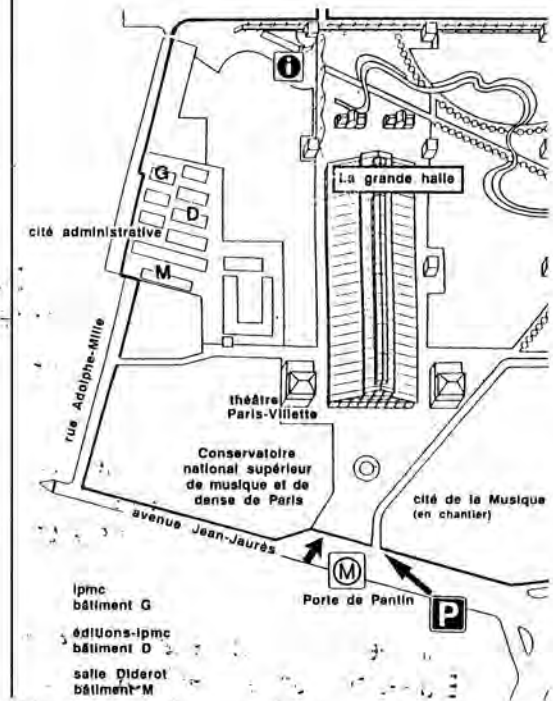 i
La grande halle
G
D
cité administrative
M
rue Adolphe-Mille
théâtre
Paris-Villette
Conservatoire
national supérieur
de musique et de
danse de Paris
cité de la Musique
(en chantier)
avenue Jean-Jaurès
M
Porte de Pantin
P
ipmc
bâtiment G
éditions-ipmc
bâtiment D
salle Diderot
bâtiment M